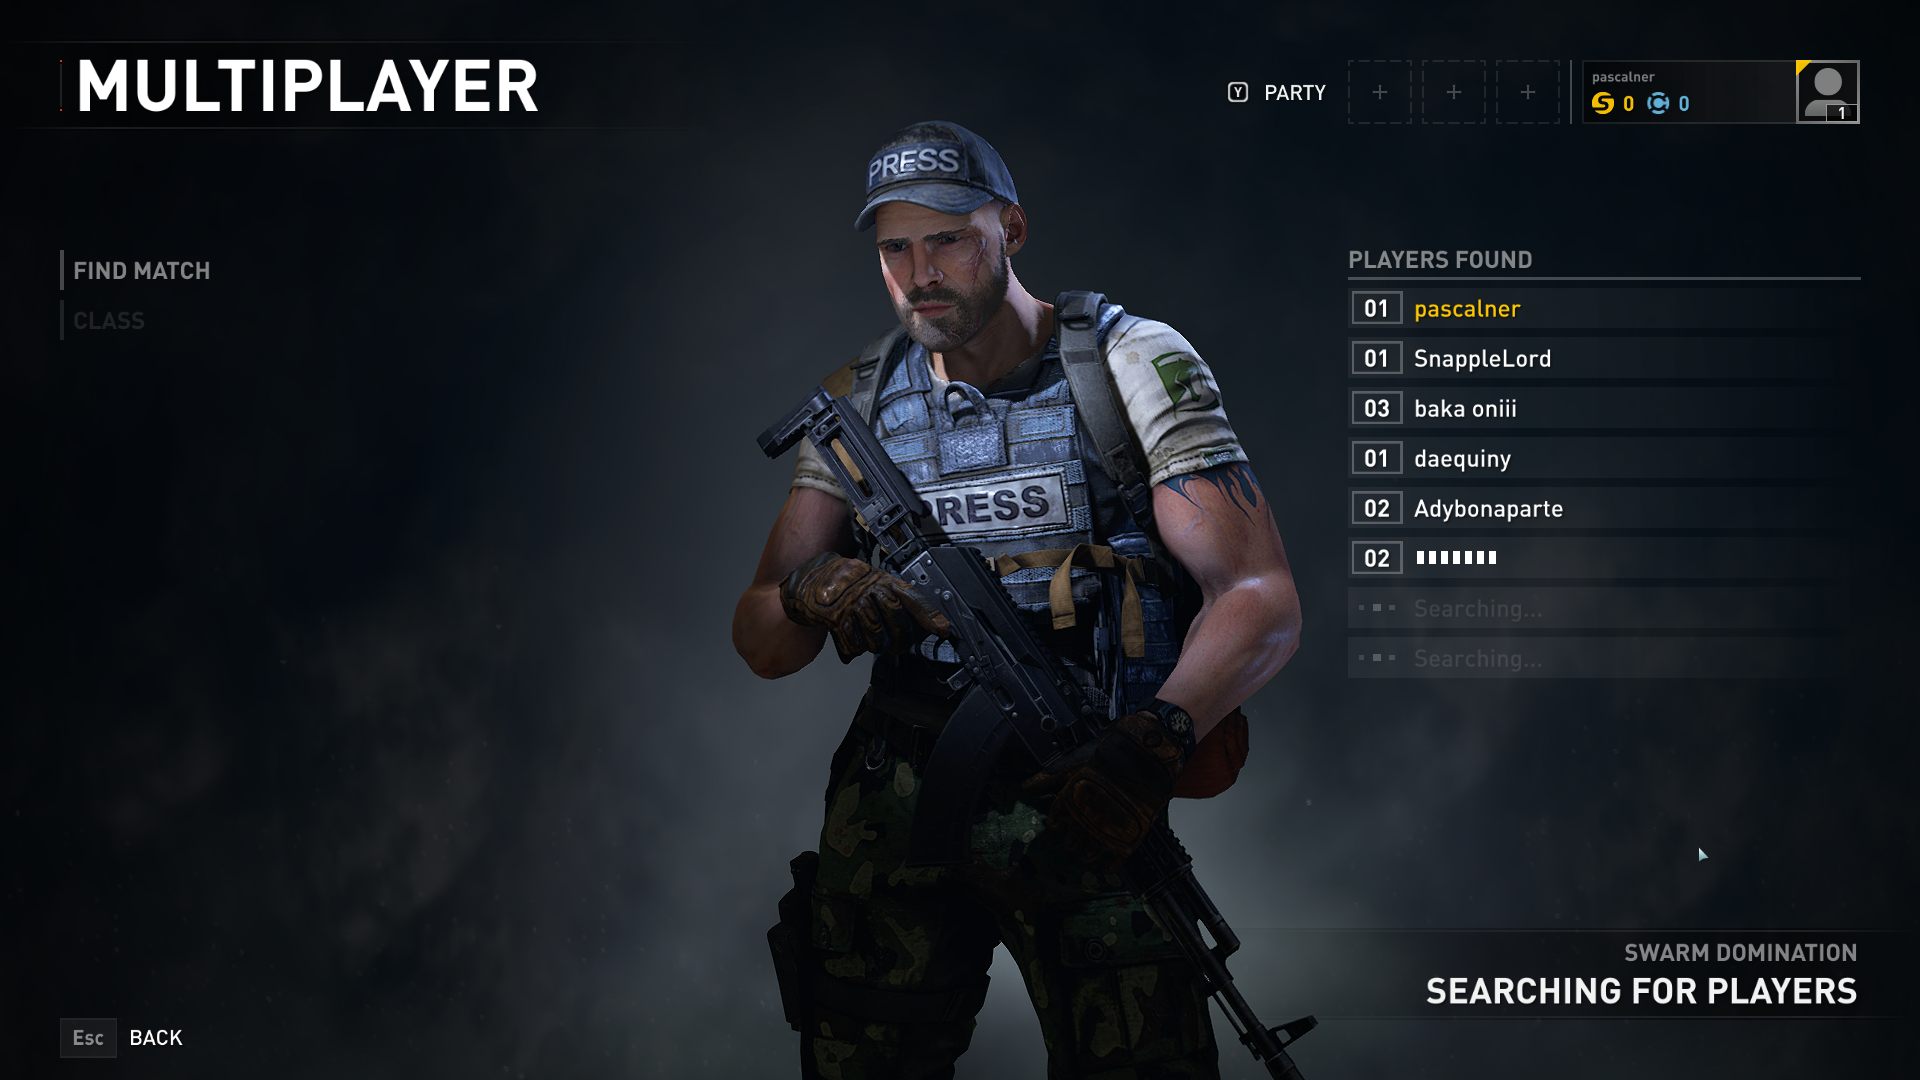 MULTIPLAYER
Y PARTY
pascalner
0 0
1
PRESS
FIND MATCH
CLASS
PLAYERS FOUND
01 pascalner
01 SnappleLord
03 baka oniii
01 daequiny
02 Adybonaparte
02
Searching...
Searching...
PRESS
SWARM DOMINATION
SEARCHING FOR PLAYERS
Esc BACK